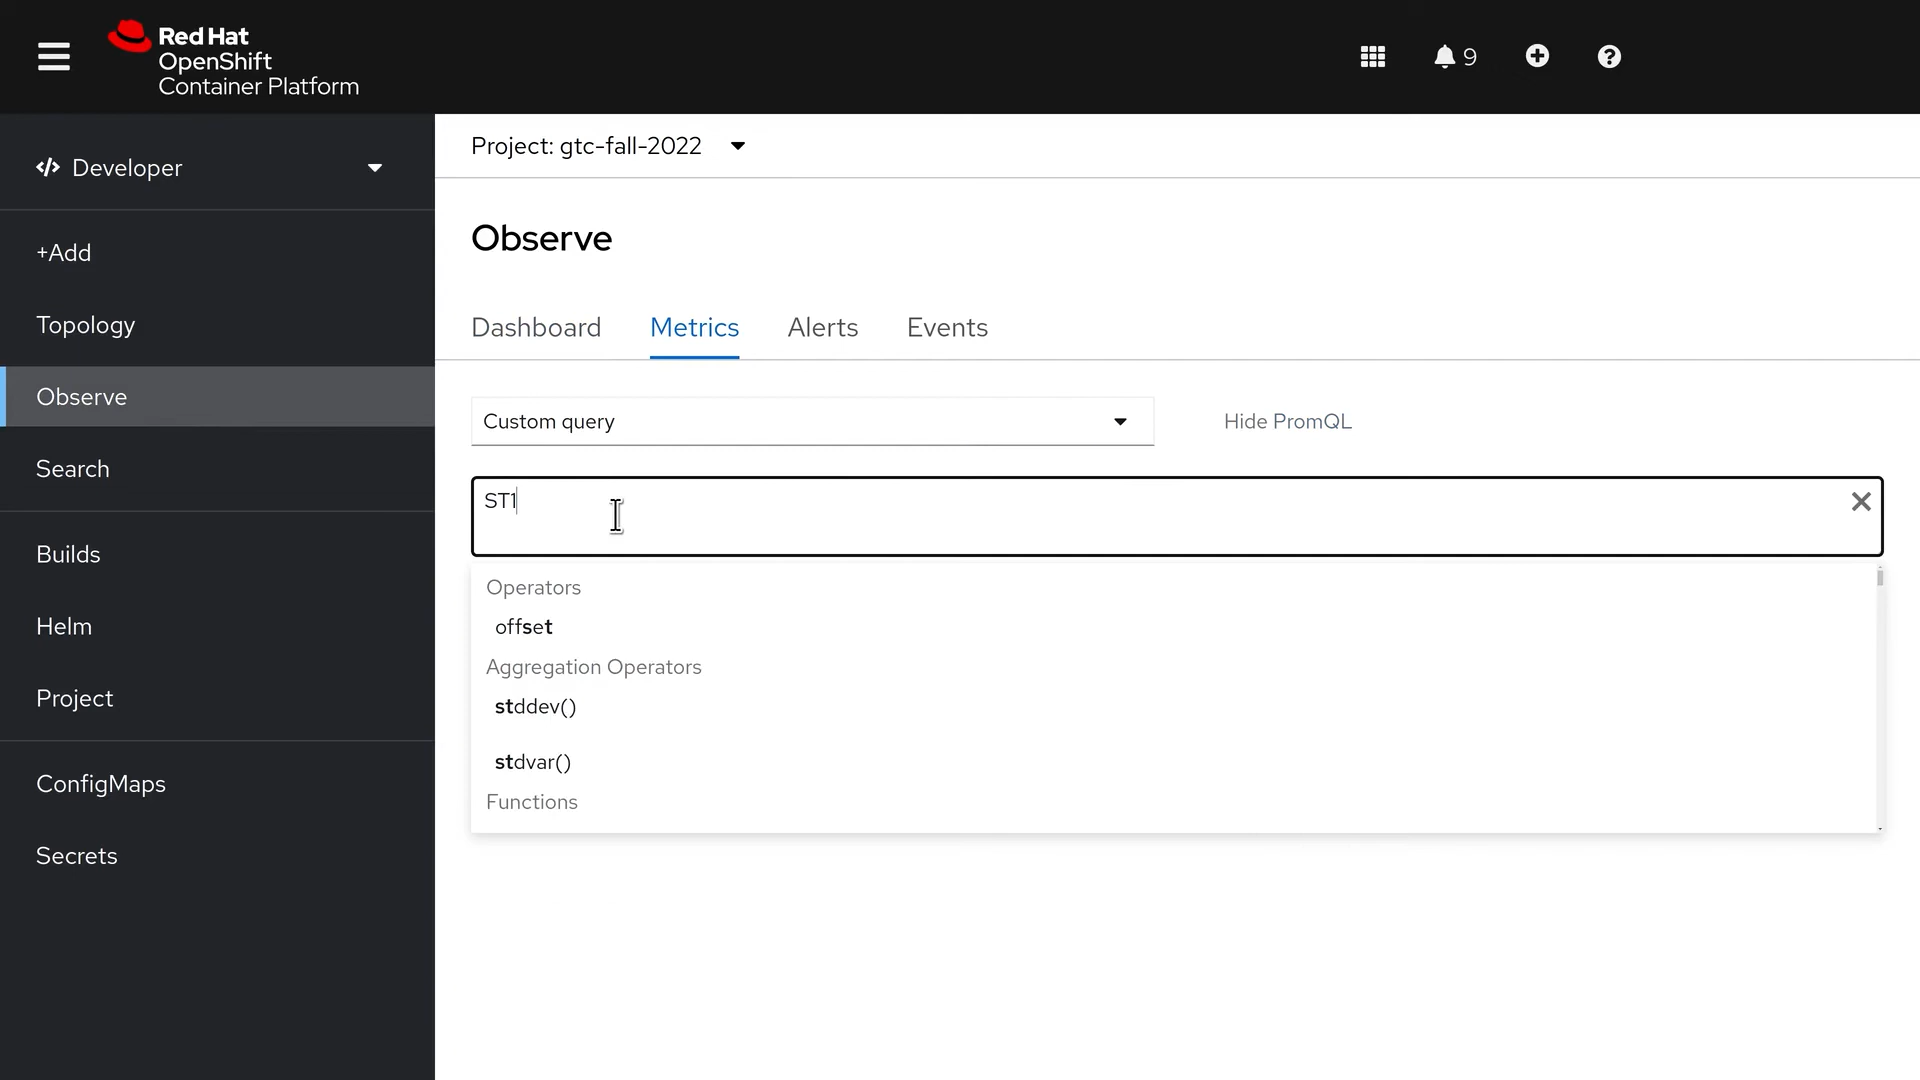 Red Hat
OpenShift
Container Platform
9
Developer
+Add
Topology
Observe
Search
Builds
Helm
Project
ConfigMaps
Secrets
Project: gtc-fall-2022
Observe
Dashboard Metrics Alerts Events
Custom query Hide PromQL
ST1
Operators
offset
Aggregation Operators
stddev()
stdvar()
Functions